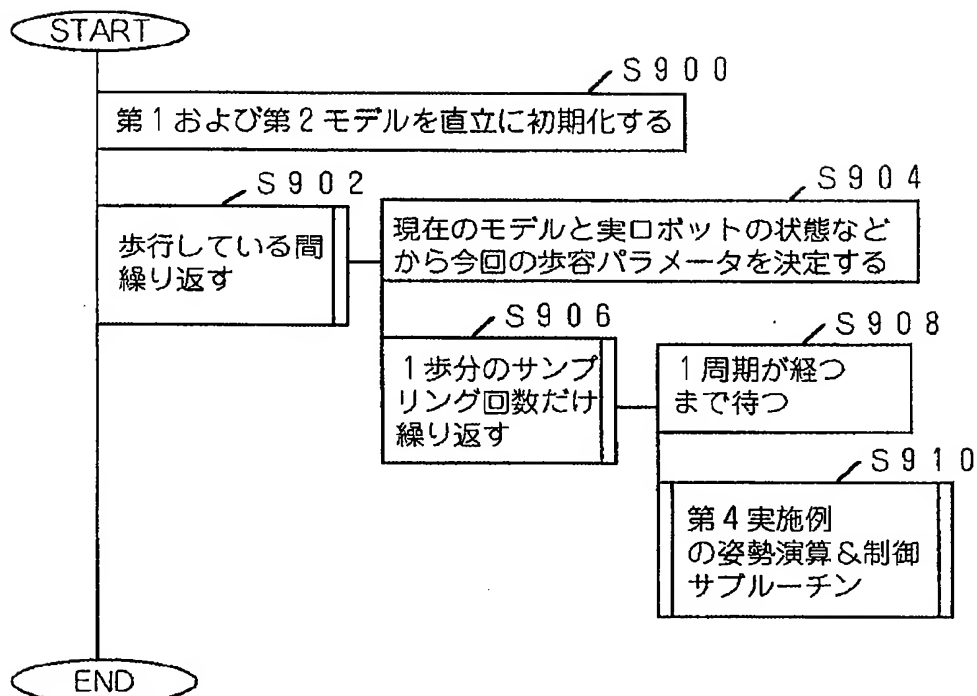 START
S900
第1および第2モデルを直立に初期化する
S902
歩行している間
繰り返す
S904
現在のモデルと実ロボットの状態など
から今回の歩容パラメータを決定する
S906
1歩分のサンプ
リング回数だけ
繰り返す
S908
1周期が経つ
まで待つ
S910
第4実施例
の姿勢演算&制御
サブルーチン
END